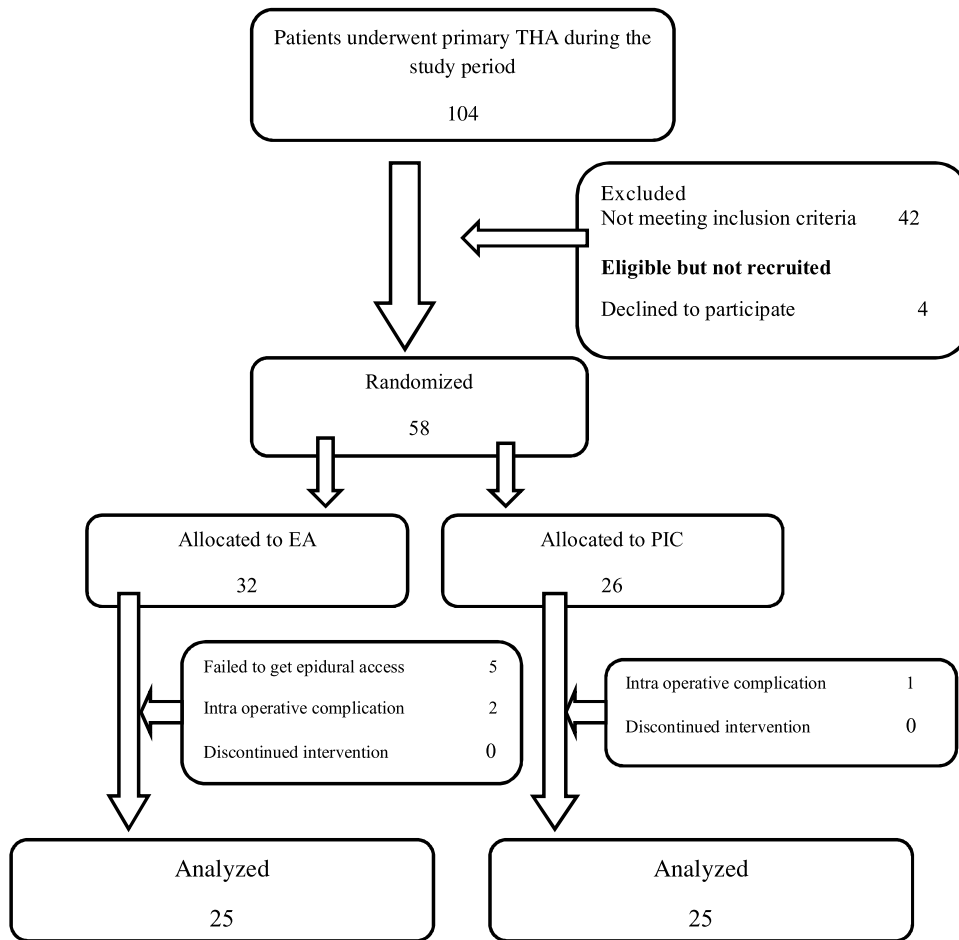 Patients underwent primary THA during the
study period
104
Excluded
Not meeting inclusion criteria 42
Eligible but not recruited
Declined to participate 4
Randomized
58
Allocated to EA
32
Allocated to PIC
26
Failed to get epidural access 5
Intra operative complication 2
Discontinued intervention 0
Intra operative complication 1
Discontinued intervention 0
Analyzed
25
Analyzed
25